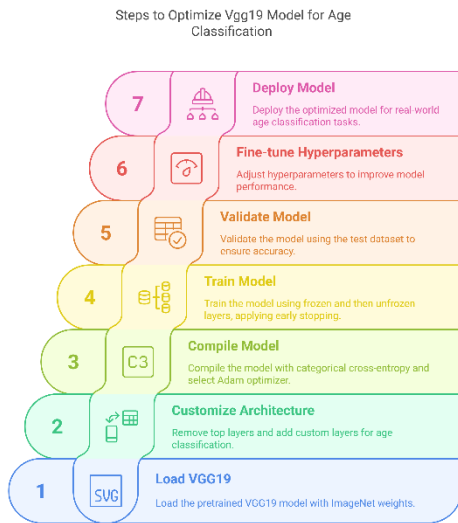 Steps to Optimize Vgg19 Model for Age
Classification
7
Deploy Model
Deploy the optimized model for real-world
age classification tasks.
6
Fine-tune Hyperparameters
Adjust hyperparameters to improve model
performance.
5
Validate Model
Validate the model using the test dataset to
ensure accuracy.
4
Train Model
Train the model using frozen and then unfrozen
layers, applying early stopping.
3
C3
Compile Model
Compile the model with categorical cross-entropy and
select Adam optimizer.
2
Customize Architecture
Remove top layers and add custom layers for age
classification.
1
SVG
Load VGG19
Load the pretrained VGG19 model with ImageNet weights.